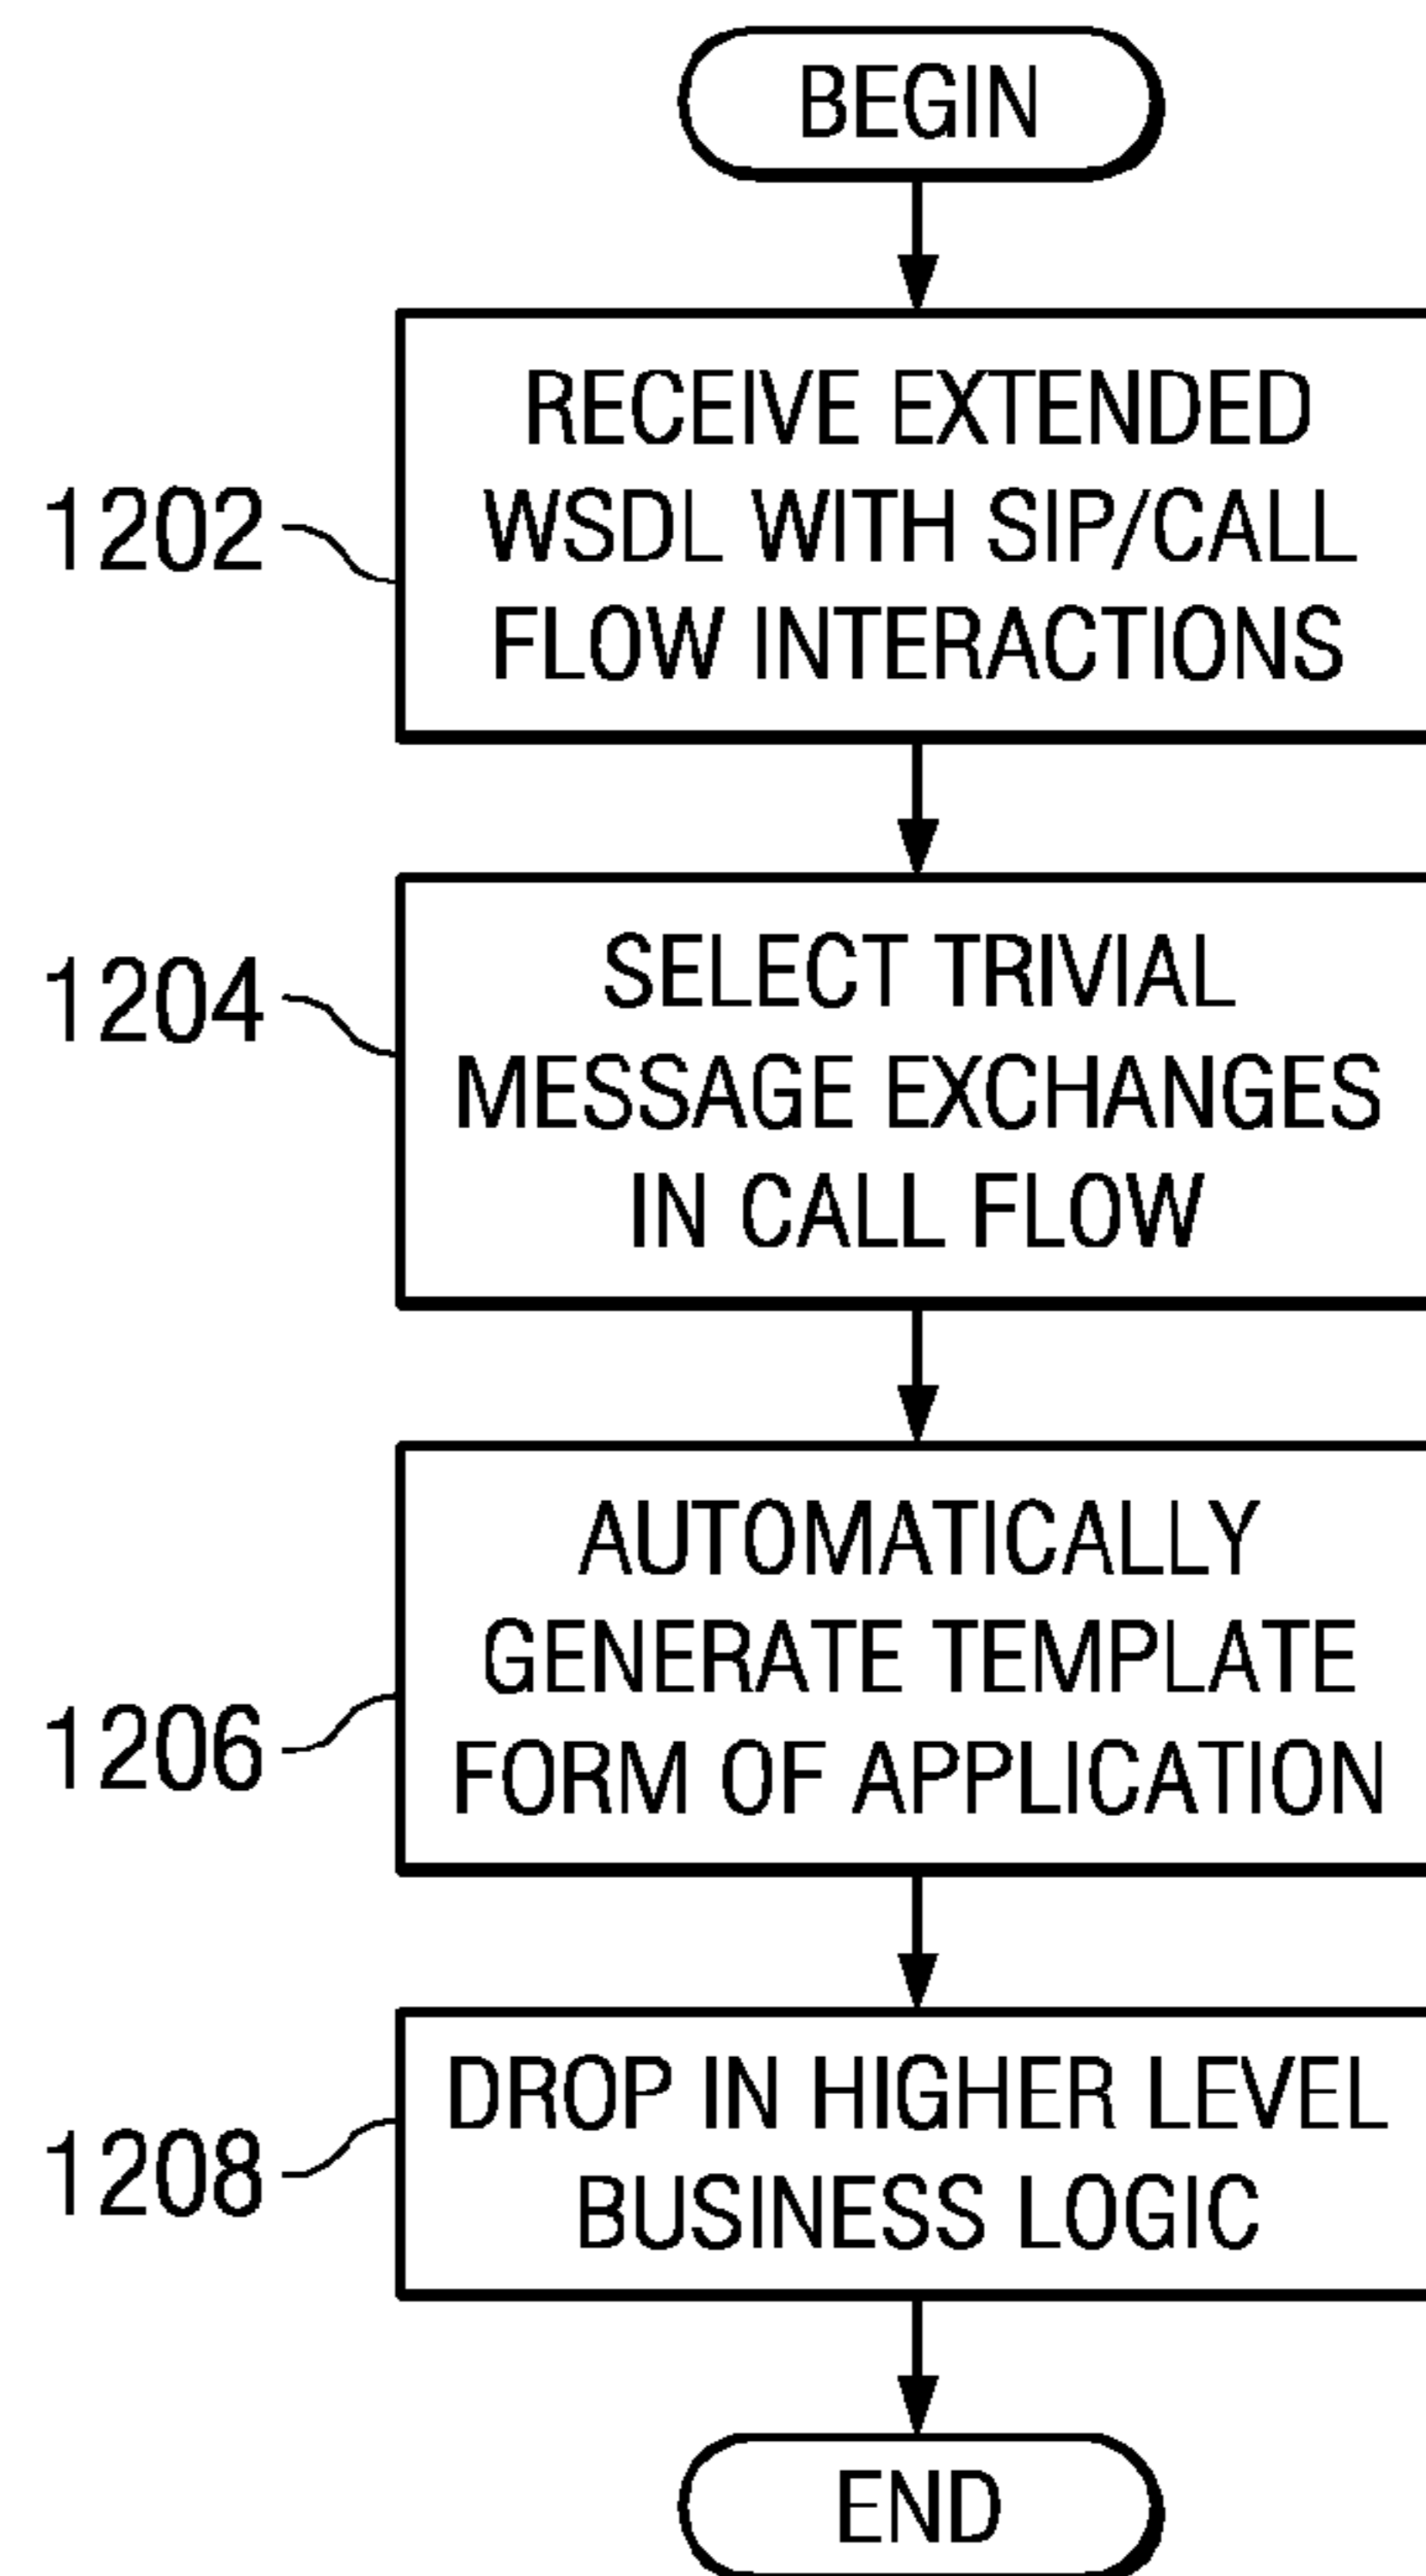 BEGIN
1202
RECEIVE EXTENDED
WSDL WITH SIP/CALL
FLOW INTERACTIONS
1204
SELECT TRIVIAL
MESSAGE EXCHANGES
IN CALL FLOW
1206
AUTOMATICALLY
GENERATE TEMPLATE
FORM OF APPLICATION
1208
DROP IN HIGHER LEVEL
BUSINESS LOGIC
END